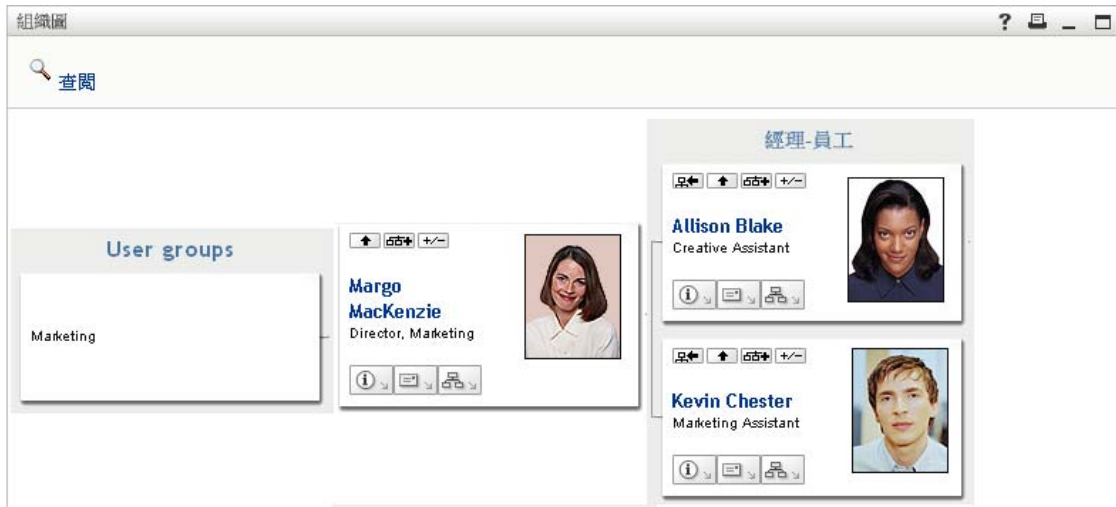 組織圖
查閱
User groups
Marketing
Margo
MacKenzie
Director, Marketing
經理-員工
Allison Blake
Creative Assistant
Kevin Chester
Marketing Assistant